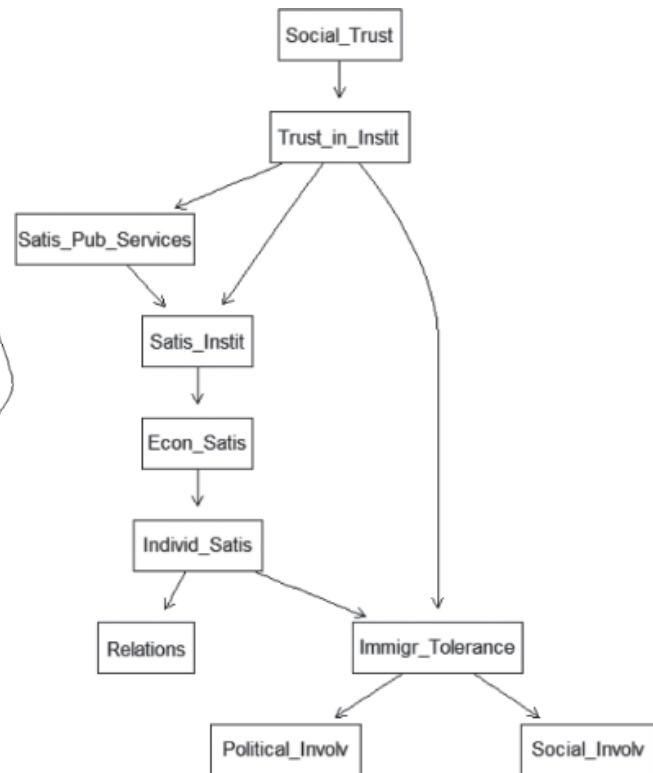 Social_Trust
Trust_in_Instit
Satis_Pub_Services
Satis_Instit
Econ_Satis
Individ_Satis
Relations
Immigr_Tolerance
Political_Involv
Social_Involv